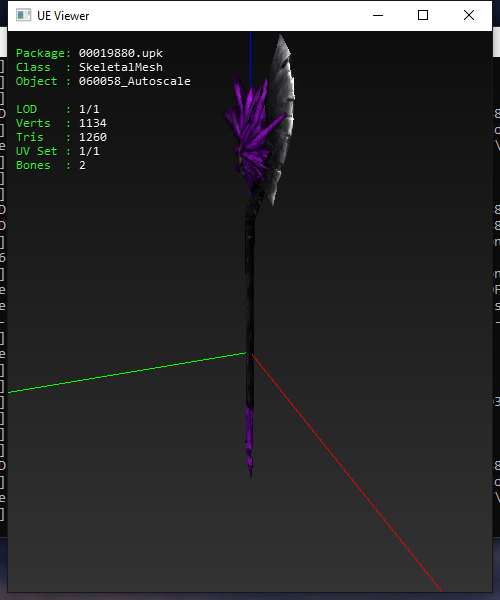 UE Viewer
Package: 00019880.upk
Class : SkeletalMesh
Object : 060058_Autoscale
LOD : 1/1
Verts : 1134
Tris : 1260
UV Set : 1/1
Bones : 2